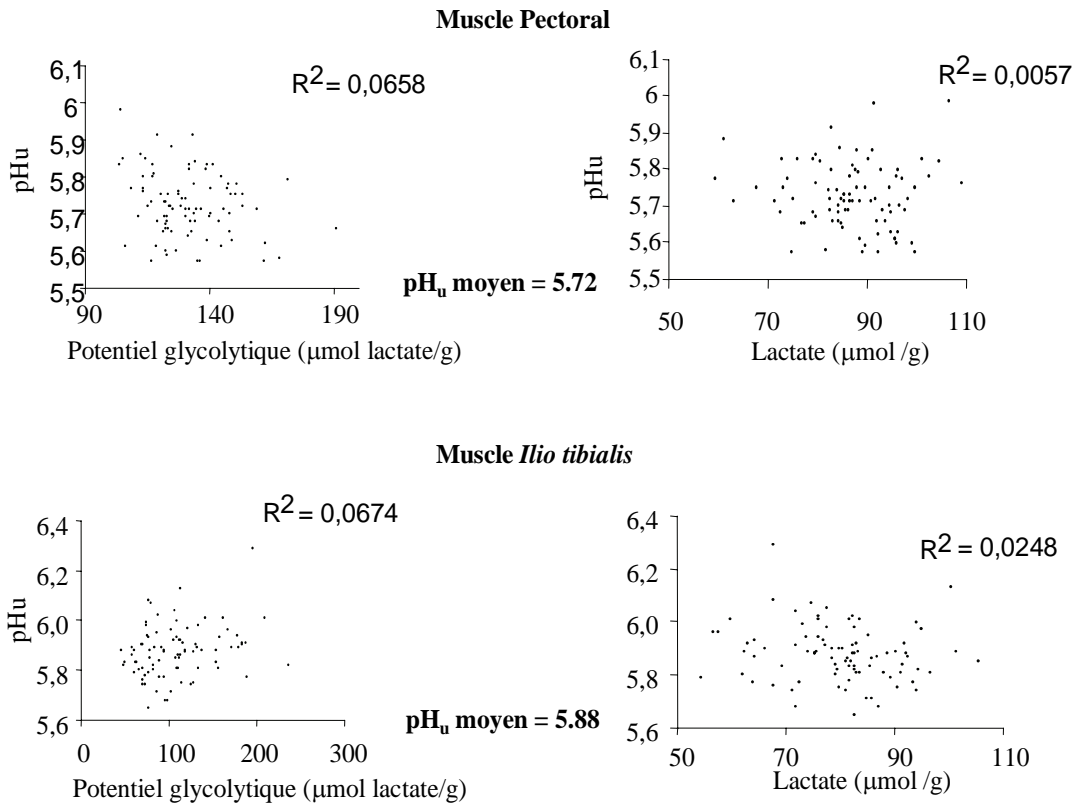 Muscle Pectoral
R2 = 0,0658
pHu
6,1
6
5,9
5,8
5,7
5,6
5,5
90 140 190
Potentiel glycolytique (µmol lactate/g)
R2 = 0,0057
pHu
6,1
6
5,9
5,8
5,7
5,6
5,5
50 70 90 110
Lactate (µmol /g)
pHu moyen = 5.72
Muscle Ilio tibialis
R2 = 0,0674
pHu
6,4
6,2
6,0
5,8
5,6
0 100 200 300
Potentiel glycolytique (µmol lactate/g)
R2 = 0,0248
6,4
6,2
6,0
5,8
5,6
50 70 90 110
Lactate (µmol /g)
pHu moyen = 5.88